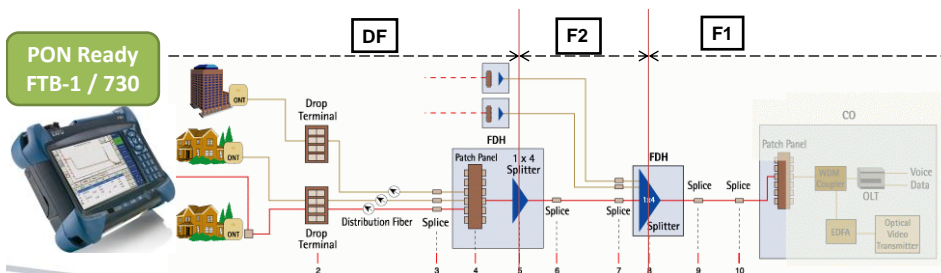 DF
F2
F1
PON Ready
FTB-1 / 730
ONT
Drop
Terminal
ONT
ONT
Drop
Terminal
Distribution Fiber
Splice
FDH
Patch Panel
1 x 4
Splitter
Splice
Splice
FDH
1x4
Splitter
Splice
Splice
CO
Patch Panel
WDM
Coupler
OLT
Voice
Data
EDFA
Optical
Video
Transmitter
2
3
4
5
6
7
8
9
10